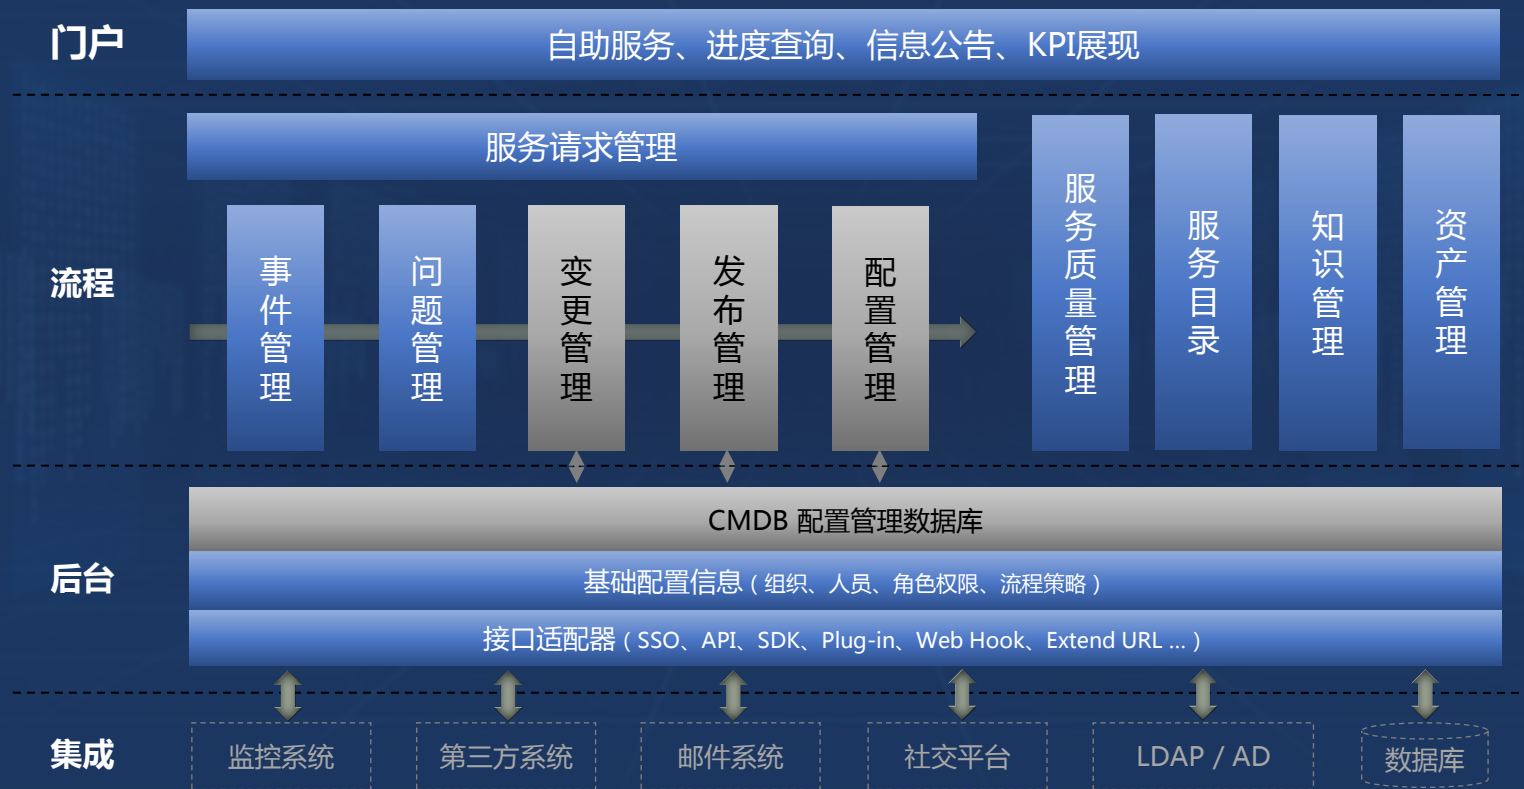 门户
自助服务、进度查询、信息公告、KPI展现
流程
服务请求管理
事件管理
问题管理
变更管理
发布管理
配置管理
服务质量管理
服务目录
知识管理
资产管理
后台
CMDB 配置管理数据库
基础配置信息（组织、人员、角色权限、流程策略）
接口适配器（SSO、API、SDK、Plug-in、Web Hook、Extend URL ...）
集成
监控系统
第三方系统
邮件系统
社交平台
LDAP / AD
数据库